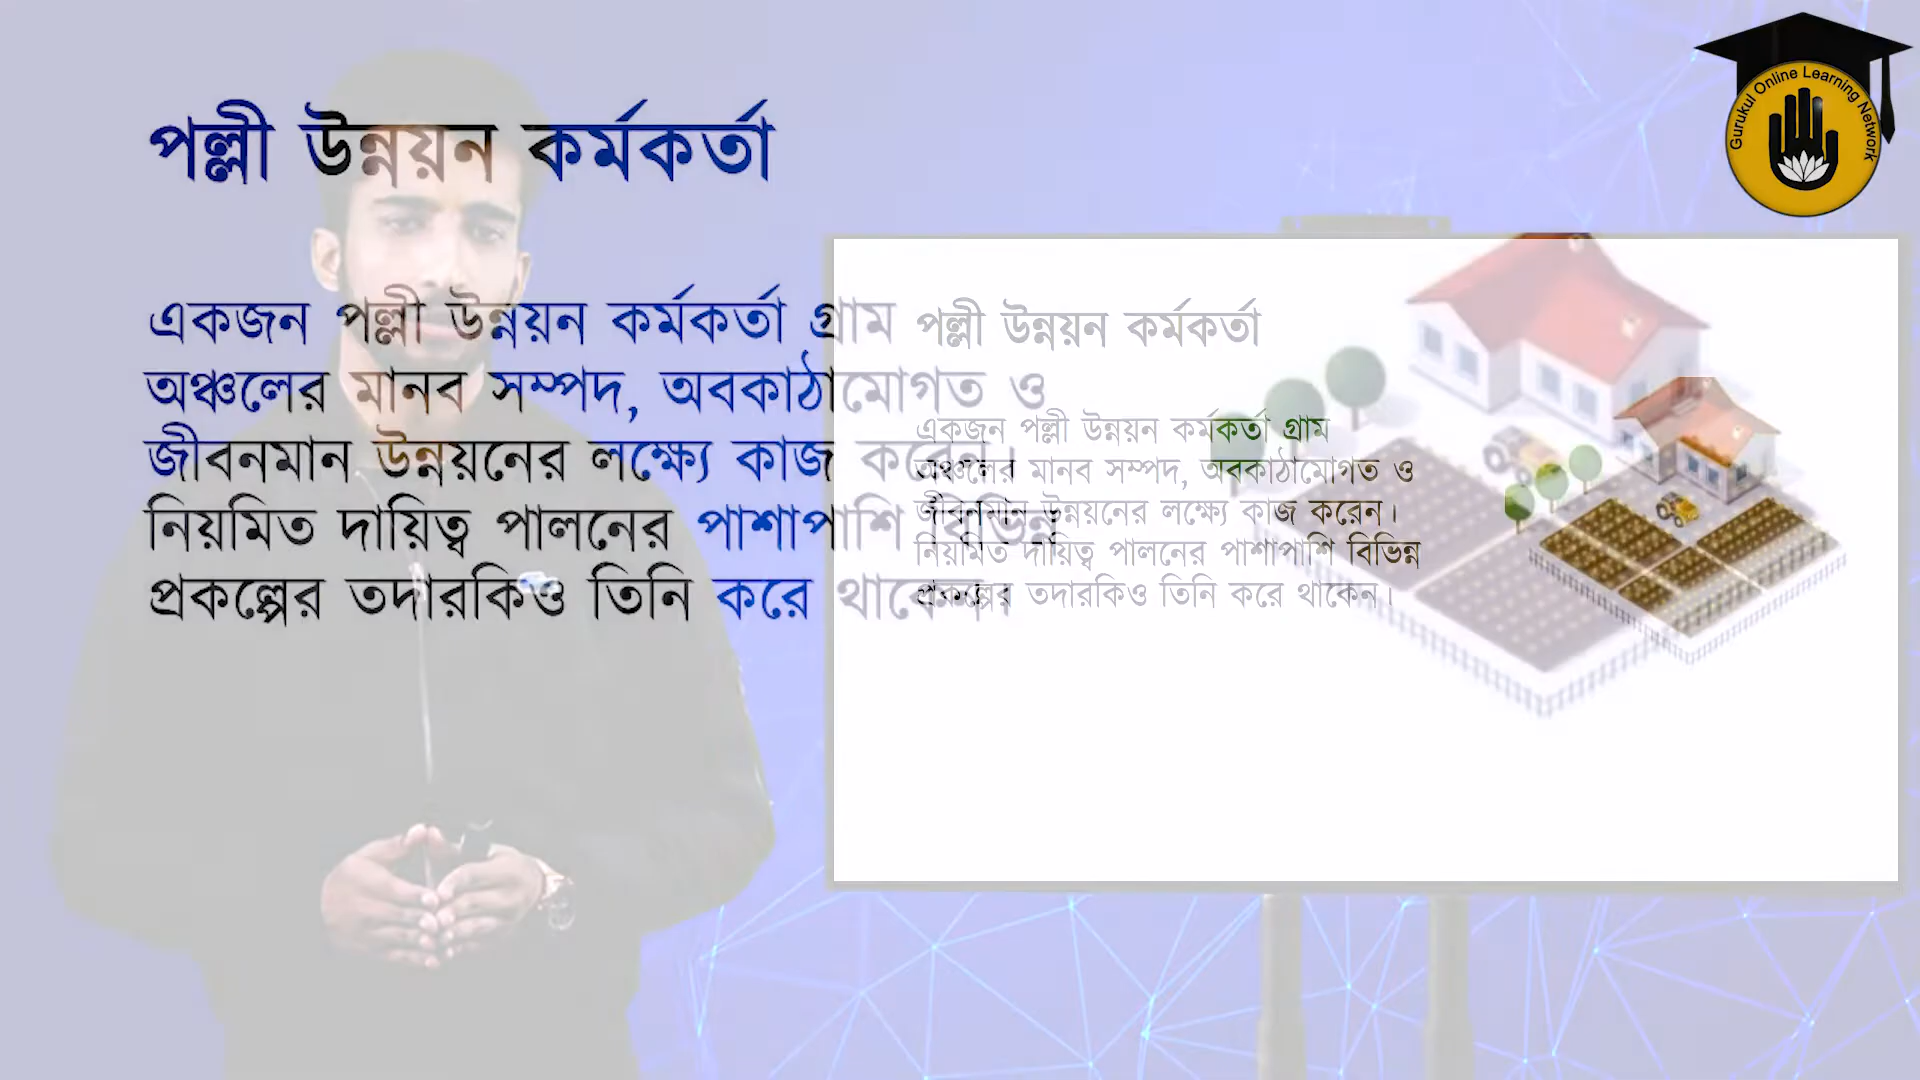 পল্লী উন্নয়ন কর্মকর্তা
একজন পল্লী উন্নয়ন কর্মকর্তা গ্রাম
অঞ্চলের মানব সম্পদ, অবকাঠামোগত ও
জীবনমান উন্নয়নের লক্ষ্যে কাজ করেন।
নিয়মিত দায়িত্ব পালনের পাশাপাশি বিভিন্ন
প্রকল্পের তদারকিও তিনি করে থাকেন।
পল্লী উন্নয়ন কর্মকর্তা
একজন পল্লী উন্নয়ন কর্মকর্তা গ্রাম
অঞ্চলের মানব সম্পদ, অবকাঠামোগত ও
জীবনমান উন্নয়নের লক্ষ্যে কাজ করেন।
নিয়মিত দায়িত্ব পালনের পাশাপাশি বিভিন্ন
প্রকল্পের তদারকিও তিনি করে থাকেন।
Gurukul Online Learning Network